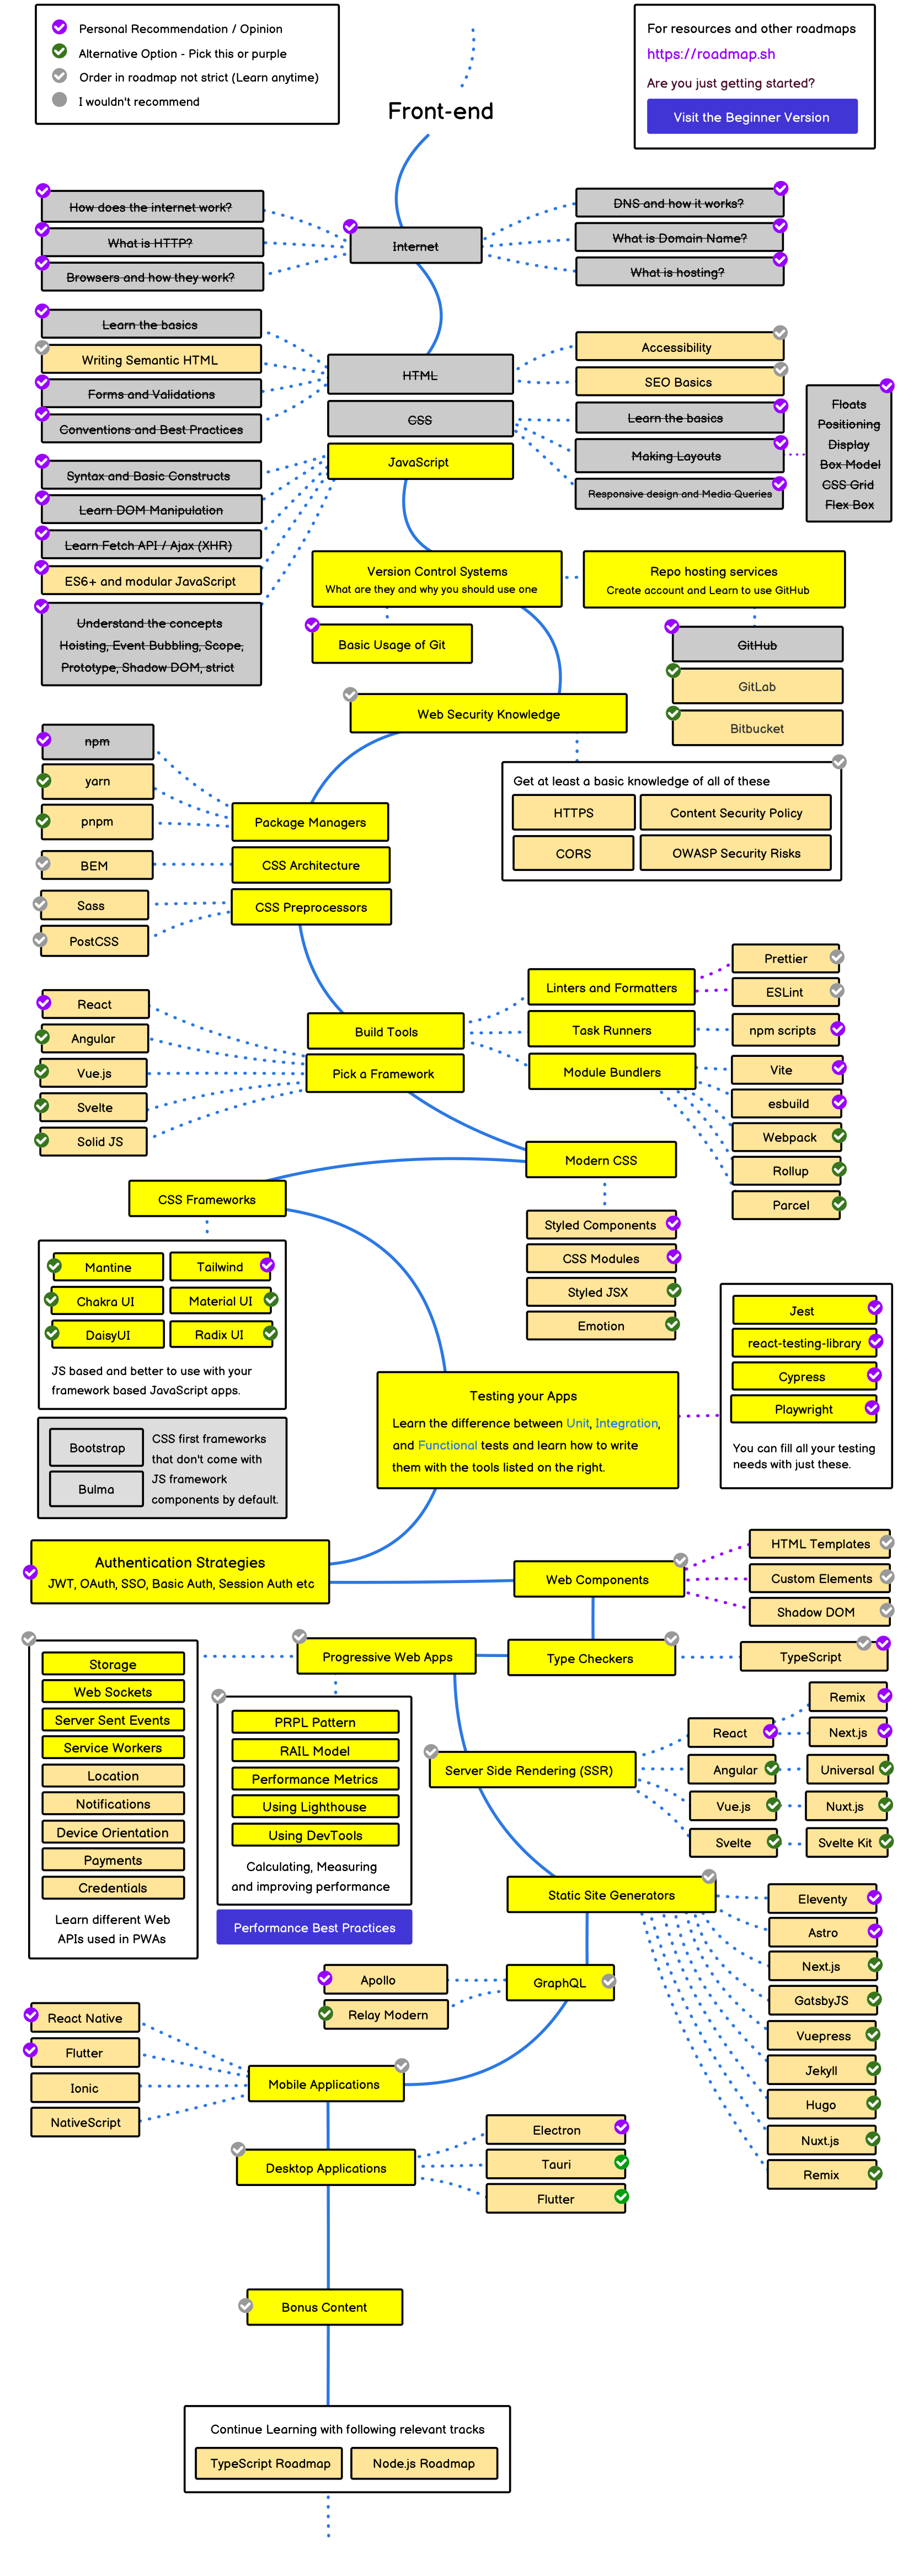 Personal Recommendation / Opinion
Alternative Option - Pick this or purple
Order in roadmap not strict (Learn anytime)
I wouldn't recommend
For resources and other roadmaps
https://roadmap.sh
Are you just getting started?
Visit the Beginner Version
Front-end
How does the internet work?
What is HTTP?
Browsers and how they work?
Internet
DNS and how it works?
What is Domain Name?
What is hosting?
Learn the basics
Writing Semantic HTML
Forms and Validations
Conventions and Best Practices
HTML
Accessibility
SEO Basics
CSS
Learn the basics
Making Layouts
Responsive design and Media Queries
Floats
Positioning
Display
Box Model
CSS Grid
Flex Box
JavaScript
Syntax and Basic Constructs
Learn DOM Manipulation
Learn Fetch API / Ajax (XHR)
ES6+ and modular JavaScript
Understand the concepts
Hoisting, Event Bubbling, Scope,
Prototype, Shadow DOM, strict
Version Control Systems
What are they and why you should use one
Basic Usage of Git
Repo hosting services
Create account and Learn to use GitHub
GitHub
GitLab
Bitbucket
Web Security Knowledge
Get at least a basic knowledge of all of these
HTTPS
Content Security Policy
CORS
OWASP Security Risks
npm
yarn
pnpm
Package Managers
BEM
CSS Architecture
Sass
PostCSS
CSS Preprocessors
Build Tools
Linters and Formatters
Prettier
ESLint
Task Runners
npm scripts
Module Bundlers
Vite
esbuild
Webpack
Rollup
Parcel
React
Angular
Vue.js
Svelte
Solid JS
Pick a Framework
Modern CSS
Styled Components
CSS Modules
Styled JSX
Emotion
CSS Frameworks
Mantine
Tailwind
Chakra UI
Material UI
DaisyUI
Radix UI
JS based and better to use with your
framework based JavaScript apps.
Bootstrap
Bulma
CSS first frameworks
that don't come with
JS framework
components by default.
Testing your Apps
Learn the difference between Unit, Integration,
and Functional tests and learn how to write
them with the tools listed on the right.
Jest
react-testing-library
Cypress
Playwright
You can fill all your testing
needs with just these.
Authentication Strategies
JWT, OAuth, SSO, Basic Auth, Session Auth etc
Web Components
HTML Templates
Custom Elements
Shadow DOM
Type Checkers
TypeScript
Progressive Web Apps
Storage
Web Sockets
Server Sent Events
Service Workers
Location
Notifications
Device Orientation
Payments
Credentials
Learn different Web
APIs used in PWAs
PRPL Pattern
RAIL Model
Performance Metrics
Using Lighthouse
Using DevTools
Calculating, Measuring
and improving performance
Performance Best Practices
Server Side Rendering (SSR)
React
Remix
Next.js
Angular
Universal
Vue.js
Nuxt.js
Svelte
Svelte Kit
Static Site Generators
Eleventy
Astro
Next.js
GatsbyJS
Vuepress
Jekyll
Hugo
Nuxt.js
Remix
GraphQL
Apollo
Relay Modern
Mobile Applications
React Native
Flutter
Ionic
NativeScript
Desktop Applications
Electron
Tauri
Flutter
Bonus Content
Continue Learning with following relevant tracks
TypeScript Roadmap
Node.js Roadmap